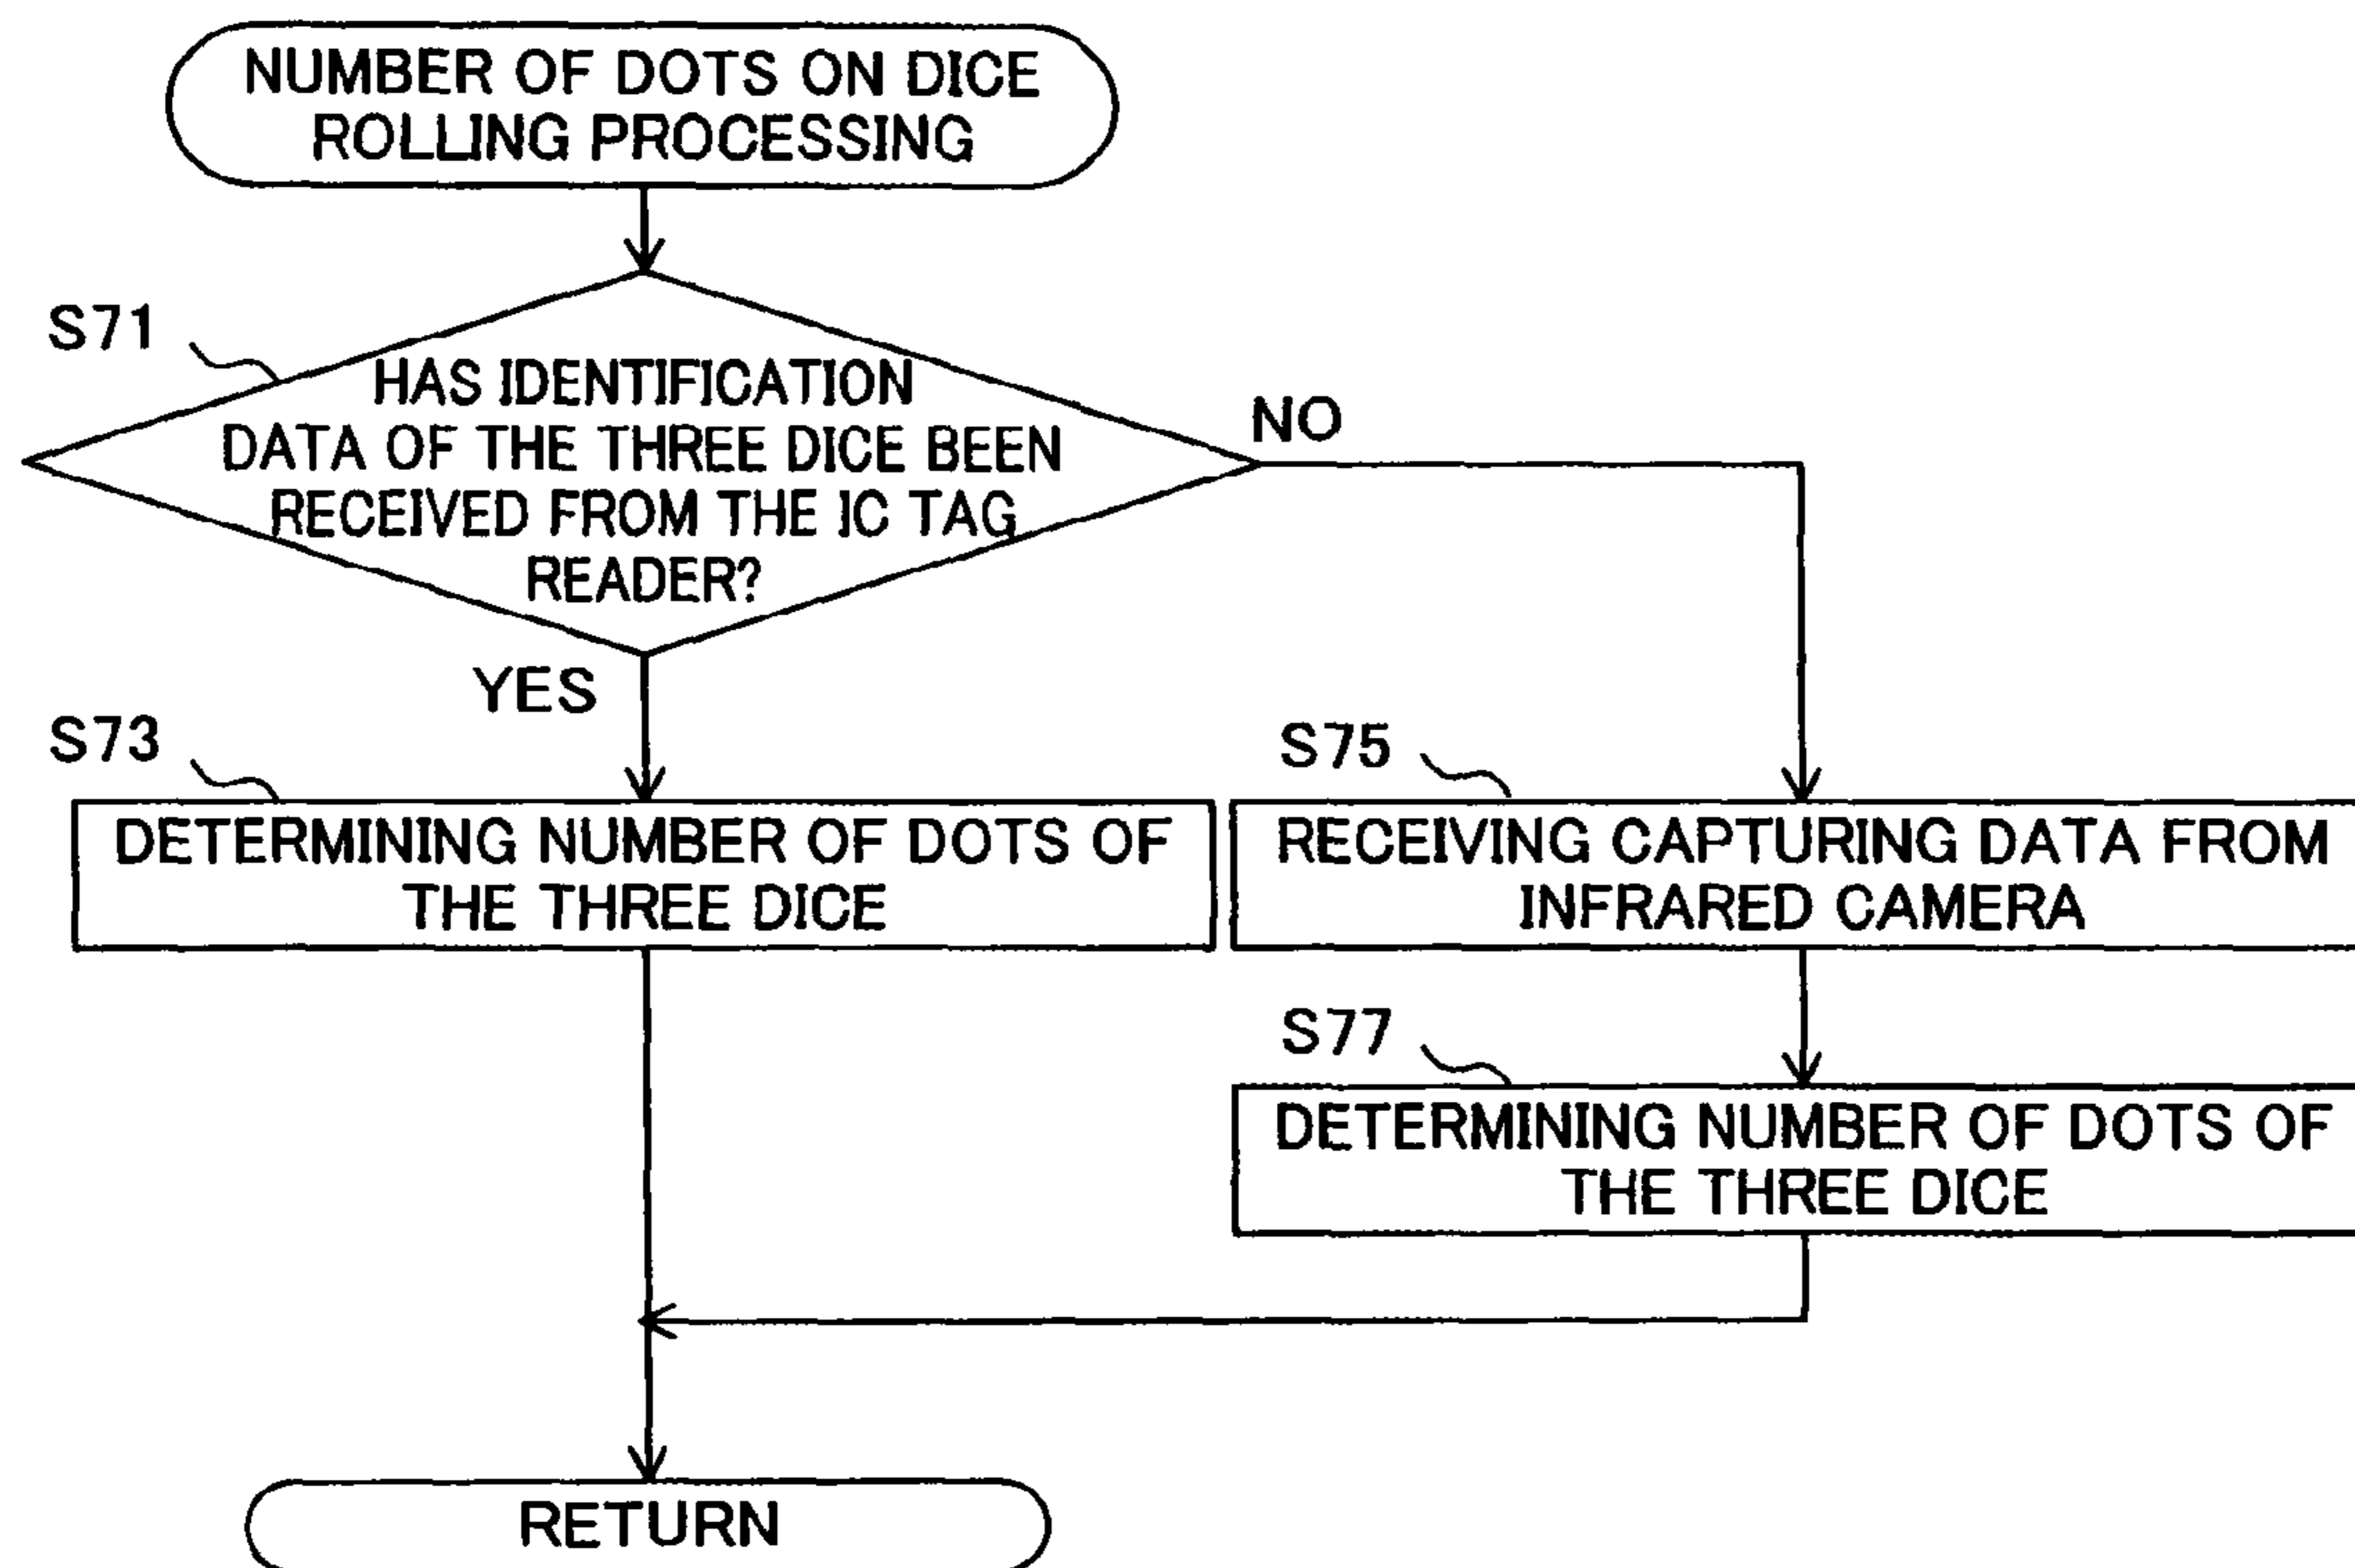 NUMBER OF DOTS ON DICE
ROLLING PROCESSING
S71
HAS IDENTIFICATION
DATA OF THE THREE DICE BEEN
RECEIVED FROM THE IC TAG
READER?
NO
YES
S73
DETERMINING NUMBER OF DOTS OF
THE THREE DICE
S75
RECEIVING CAPTURING DATA FROM
INFRARED CAMERA
S77
DETERMINING NUMBER OF DOTS OF
THE THREE DICE
RETURN